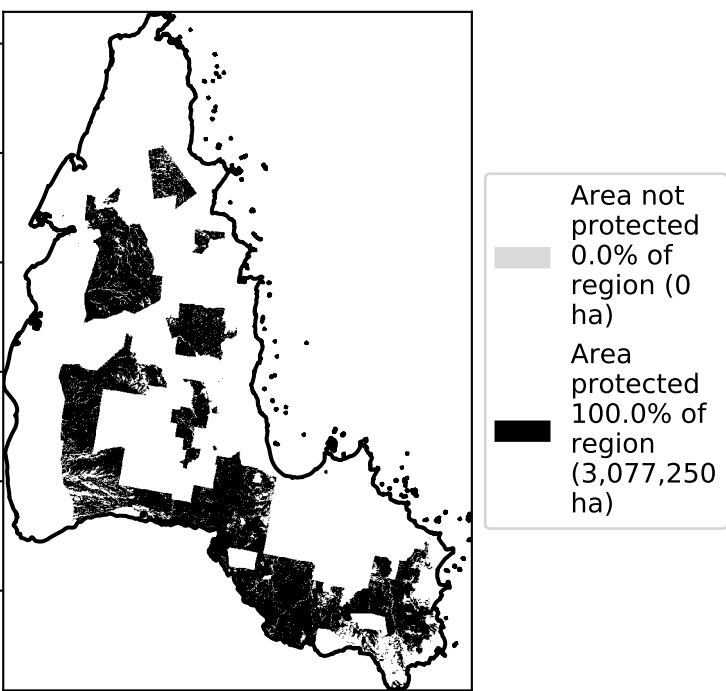 Area not
protected
0.0% of
region (0
ha)
Area
protected
100.0% of
region
(3,077,250
ha)